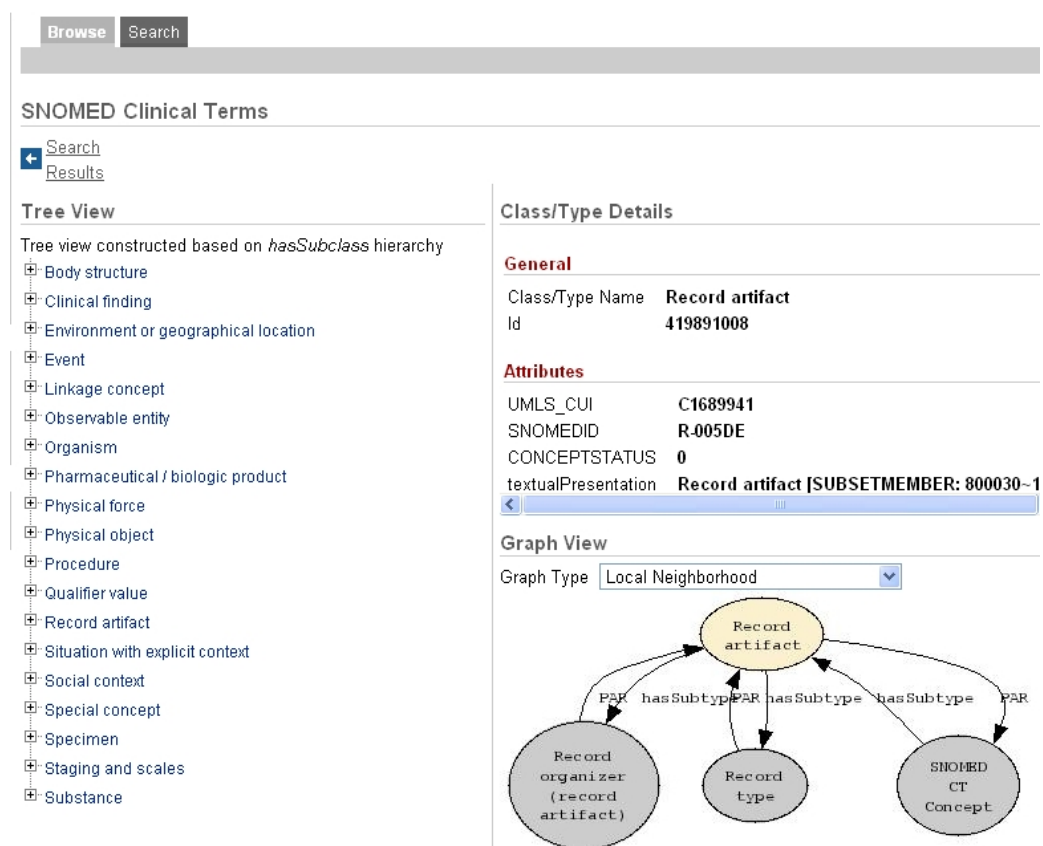 Browse
Search
SNOMED Clinical Terms
Search
Results
Tree View
Tree view constructed based on hasSubclass hierarchy
Body structure
Clinical finding
Environment or geographical location
Event
Linkage concept
Observable entity
Organism
Pharmaceutical / biologic product
Physical force
Physical object
Procedure
Qualifier value
Record artifact
Situation with explicit context
Social context
Special concept
Specimen
Staging and scales
Substance
Class/Type Details
General
Class/Type Name Record artifact
Id 419891008
Attributes
UMLS_CUI C1689941
SNOMEDID R-005DE
CONCEPTSTATUS 0
textualPresentation Record artifact [SUBSETMEMBER: 800030~1
Graph View
Graph Type Local Neighborhood
Record
artifact
PAR hasSubtyp PAR hasSubtype hasSubtype PAR
Record
organizer
(record
artifact)
Record
type
SNOMED
CT
Concept